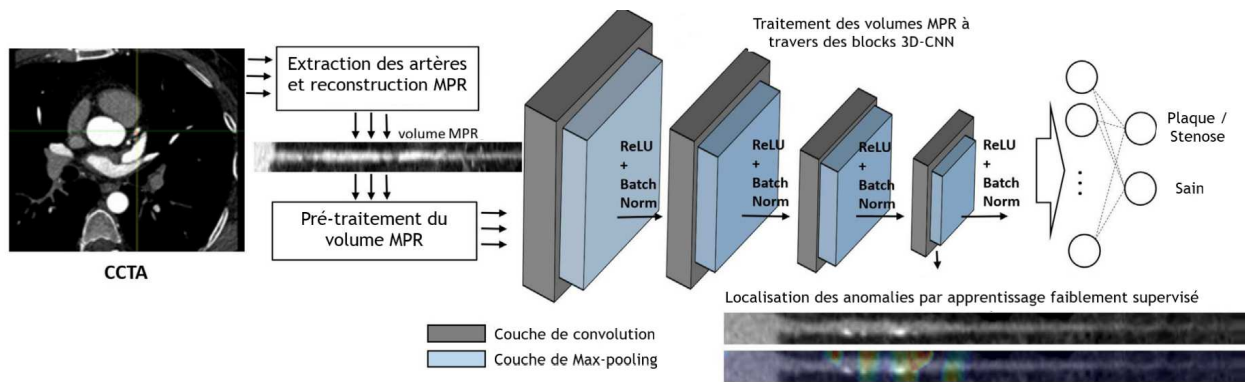 Traitement des volumes MPR à
travers des blocks 3D-CNN
Extraction des artères
et reconstruction MPR
volume MPR
Pré-traitement du
volume MPR
CCTA
ReLU
+
Batch
Norm
ReLU
+
Batch
Norm
ReLU
+
Batch
Norm
ReLU
+
Batch
Norm
...
Plaque /
Stenose
Sain
Localisation des anomalies par apprentissage faiblement supervisé
Couche de convolution
Couche de Max-pooling